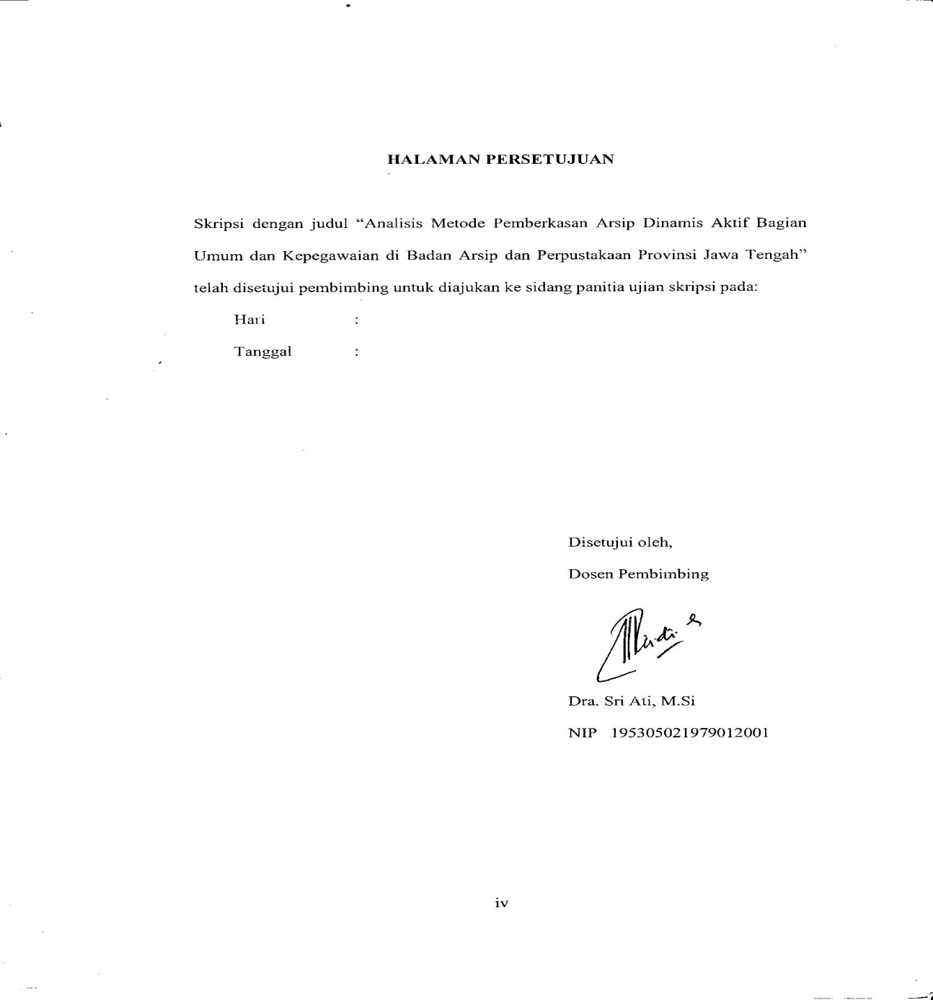 HALAMAN PERSETUJUAN
Skripsi dengan judul “Analisis Metode Pemberkasan Arsip Dinamis Aktif Bagian
Umum dan Kepegawaian di Badan Arsip dan Perpustakaan Provinsi Jawa Tengah”
telah disetujui pembimbing untuk diajukan ke sidang panitia ujian skripsi pada:
Hari :
Tanggal :
Disetujui oleh,
Dosen Pembimbing
Dra. Sri Ati, M.Si
NIP 195305021979012001
iv